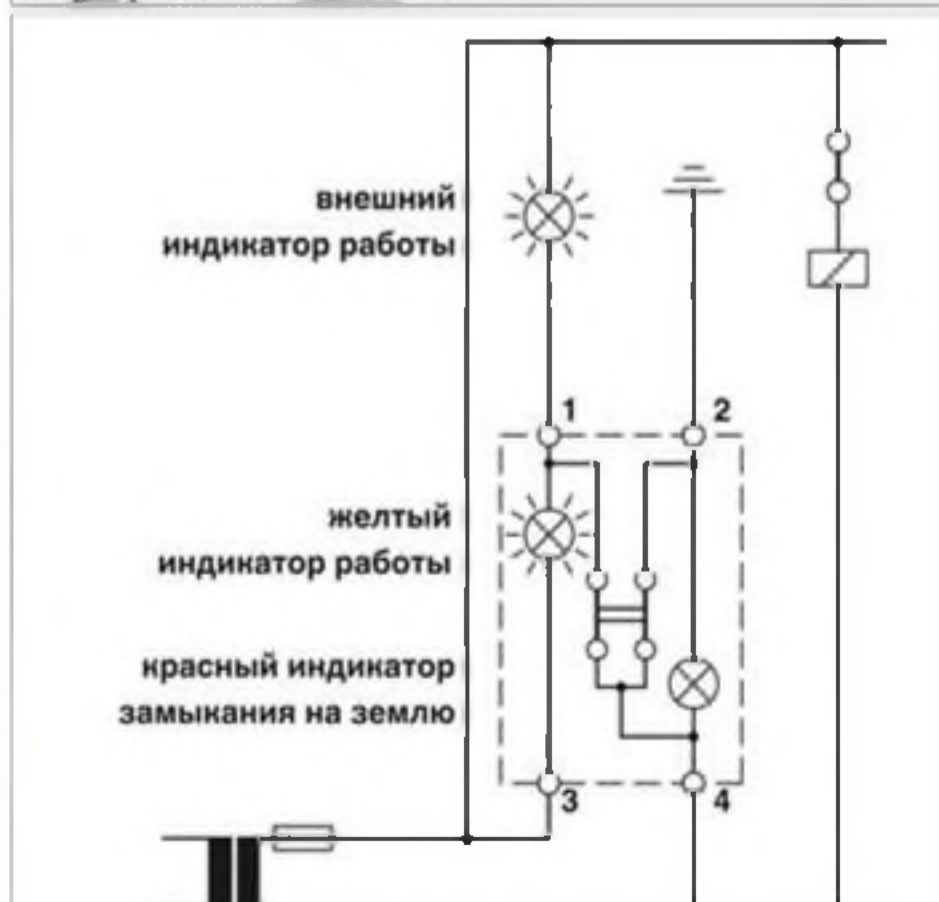 внешний
индикатор работы
1
2
желтый
индикатор работы
красный индикатор
замыкания на землю
3
4